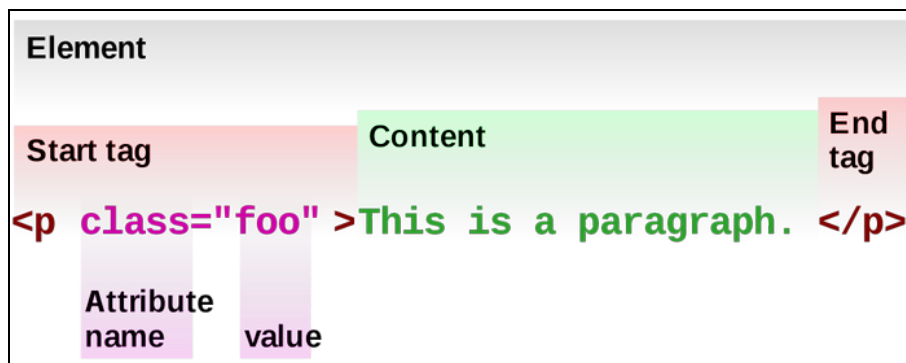 Element
Start tag
Content
End
tag
<p class="foo" >This is a paragraph. </p>
Attribute
name
value